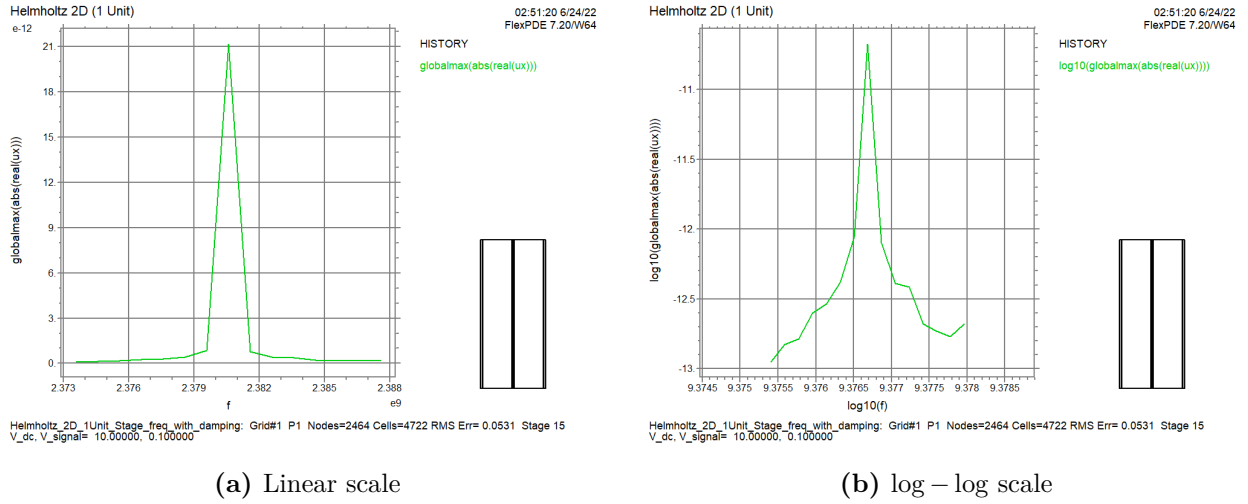 Helmholtz 2D (1 Unit)
02:51:20 6/24/22
FlexPDE 7.20/W64
e-12
HISTORY
globalmax(abs(real(ux)))
globalmax(abs(real(ux)))
21.
18.
15.
12.
9.
6.
3.
0.
2.373 2.376 2.379 2.382 2.385 2.388
f
e9
Helmholtz_2D_1Unit_Stage_freq_with_damping: Grid#1 P1 Nodes=2464 Cells=4722 RMS Err= 0.0531 Stage 15
V_dc, V_signal= 10.00000, 0.100000
(a) Linear scale
Helmholtz 2D (1 Unit)
02:51:20 6/24/22
FlexPDE 7.20/W64
HISTORY
log10(globalmax(abs(real(ux))))
log10(globalmax(abs(real(ux))))
-11.
-11.5
-12.
-12.5
-13.
9.3745 9.375 9.3755 9.376 9.3765 9.377 9.3775 9.378 9.3785
log10(f)
Helmholtz_2D_1Unit_Stage_freq_with_damping: Grid#1 P1 Nodes=2464 Cells=4722 RMS Err= 0.0531 Stage 15
V_dc, V_signal= 10.00000, 0.100000
(b) log – log scale